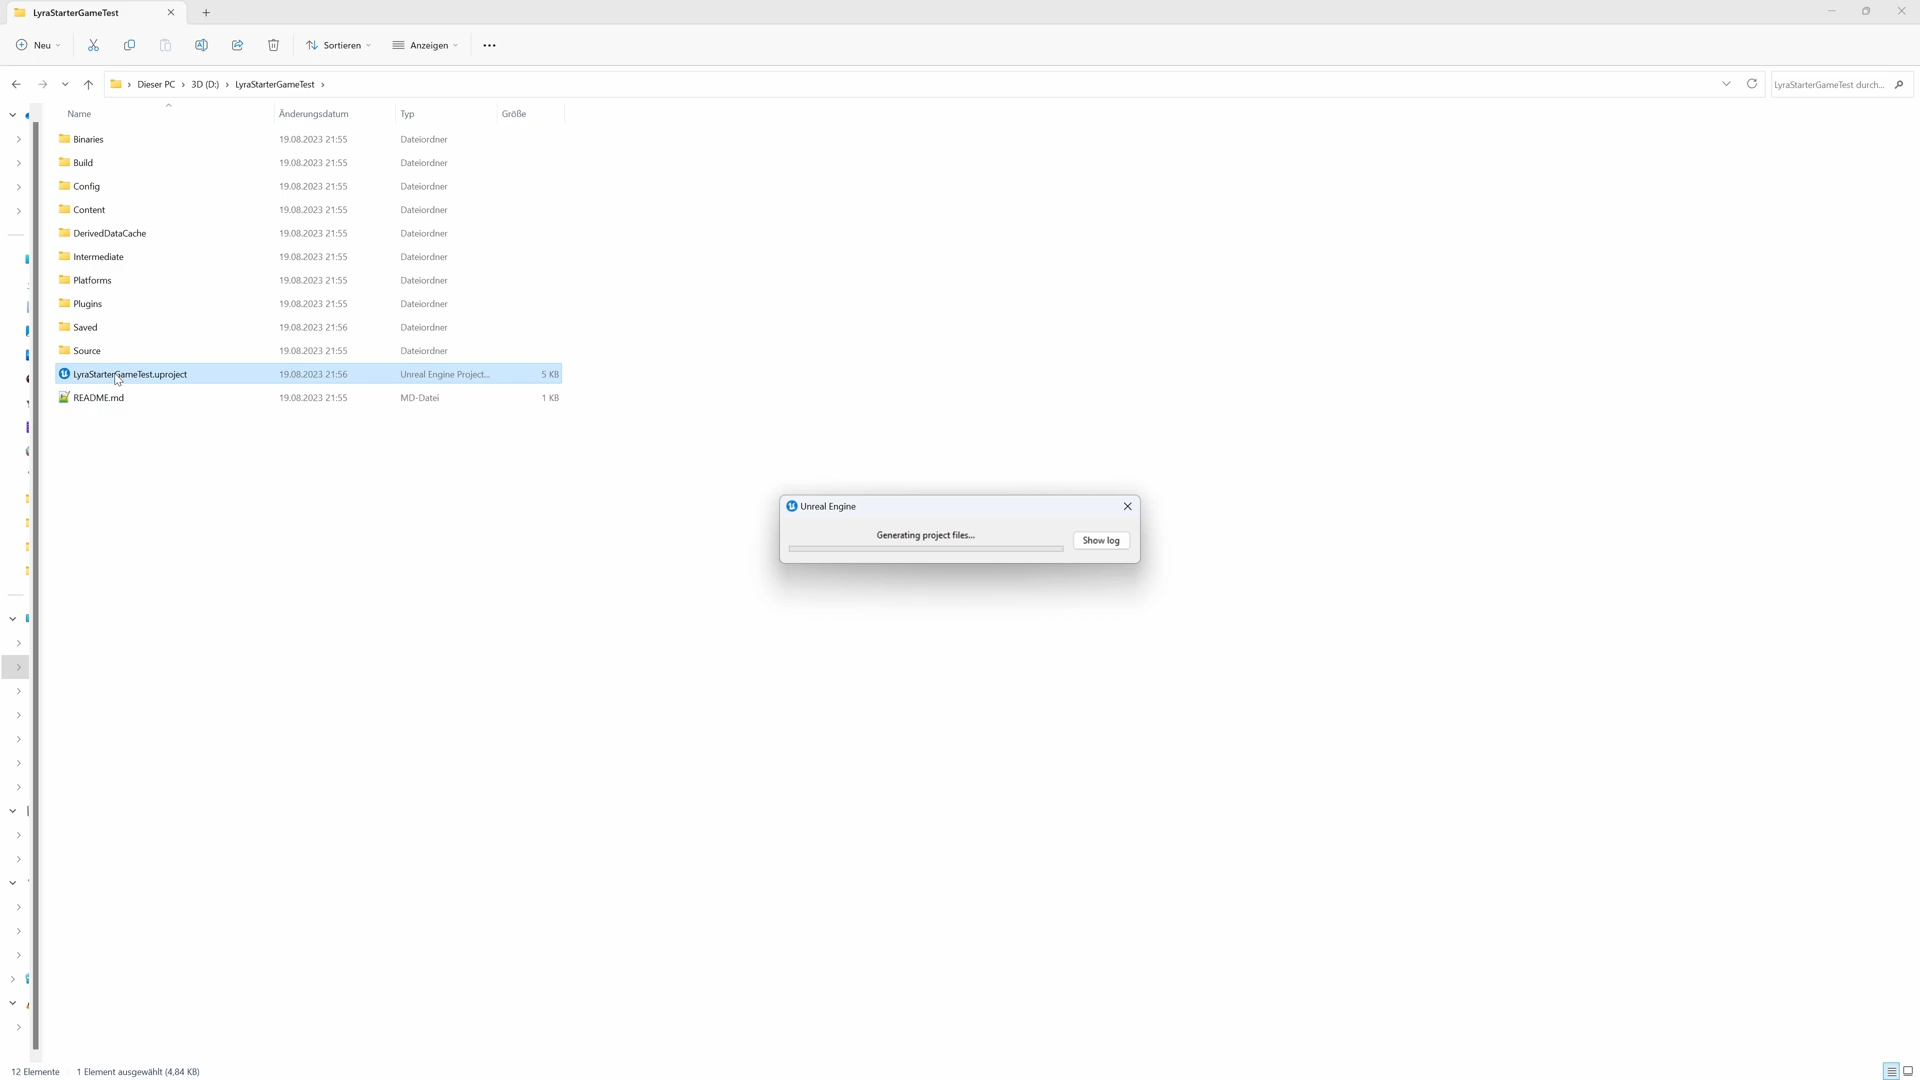 LyraStarterGameTest
Neu
Sortieren
Anzeigen
Dieser PC > 3D (D:) > LyraStarterGameTest >
LyraStarterGameTest durch...
Name Änderungsdatum Typ Größe
Binaries 19.08.2023 21:55 Dateiordner
Build 19.08.2023 21:55 Dateiordner
Config 19.08.2023 21:55 Dateiordner
Content 19.08.2023 21:55 Dateiordner
DerivedDataCache 19.08.2023 21:55 Dateiordner
Intermediate 19.08.2023 21:55 Dateiordner
Platforms 19.08.2023 21:55 Dateiordner
Plugins 19.08.2023 21:55 Dateiordner
Saved 19.08.2023 21:56 Dateiordner
Source 19.08.2023 21:55 Dateiordner
LyraStarterGameTest.uproject 19.08.2023 21:56 Unreal Engine Project... 5 KB
README.md 19.08.2023 21:55 MD-Datei 1 KB
Unreal Engine
Generating project files...
Show log
12 Elemente 1 Element ausgewählt (4,84 KB)